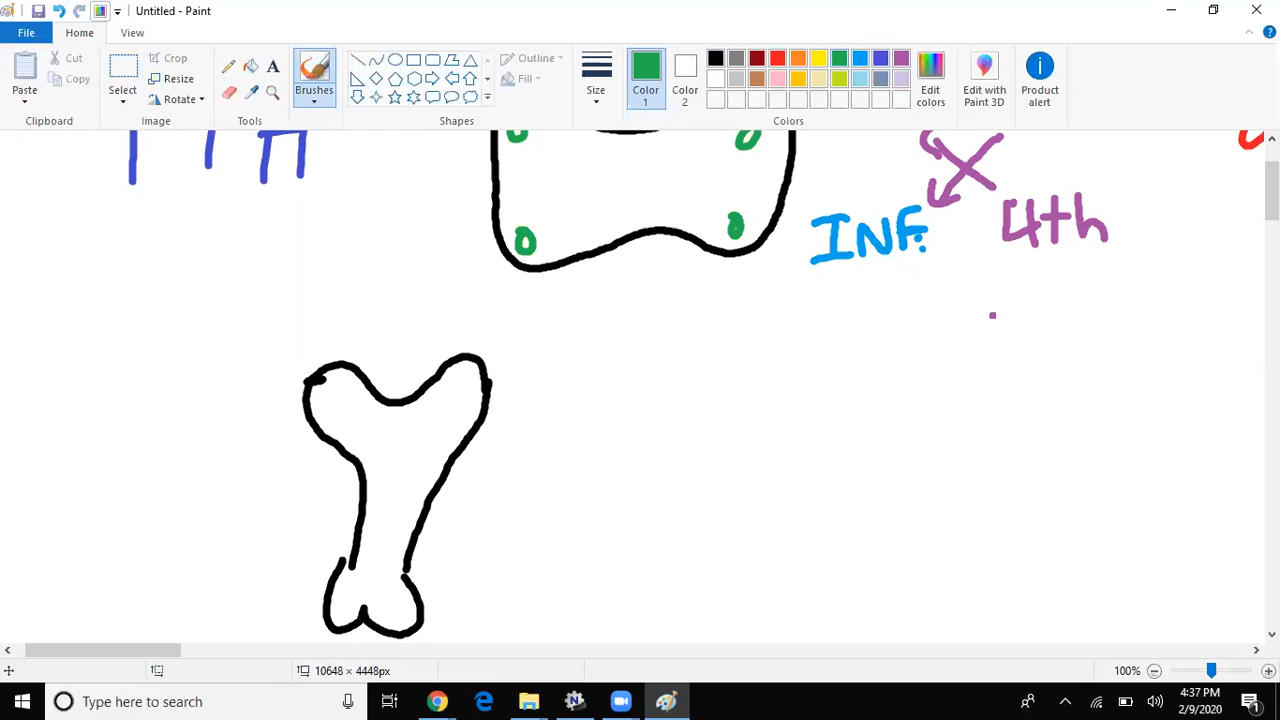 Untitled - Paint
File
Home
View
Paste
Cut
Copy
Clipboard
Select
Crop
Resize
Rotate
Image
A
Tools
Brushes
Shapes
Outline
Fill
Size
Color
1
Color
2
Colors
Edit
colors
Edit with
Paint 3D
Product
alert
INF.
4th
10648 × 4448px
100%
Type here to search
4:37 PM
2/9/2020